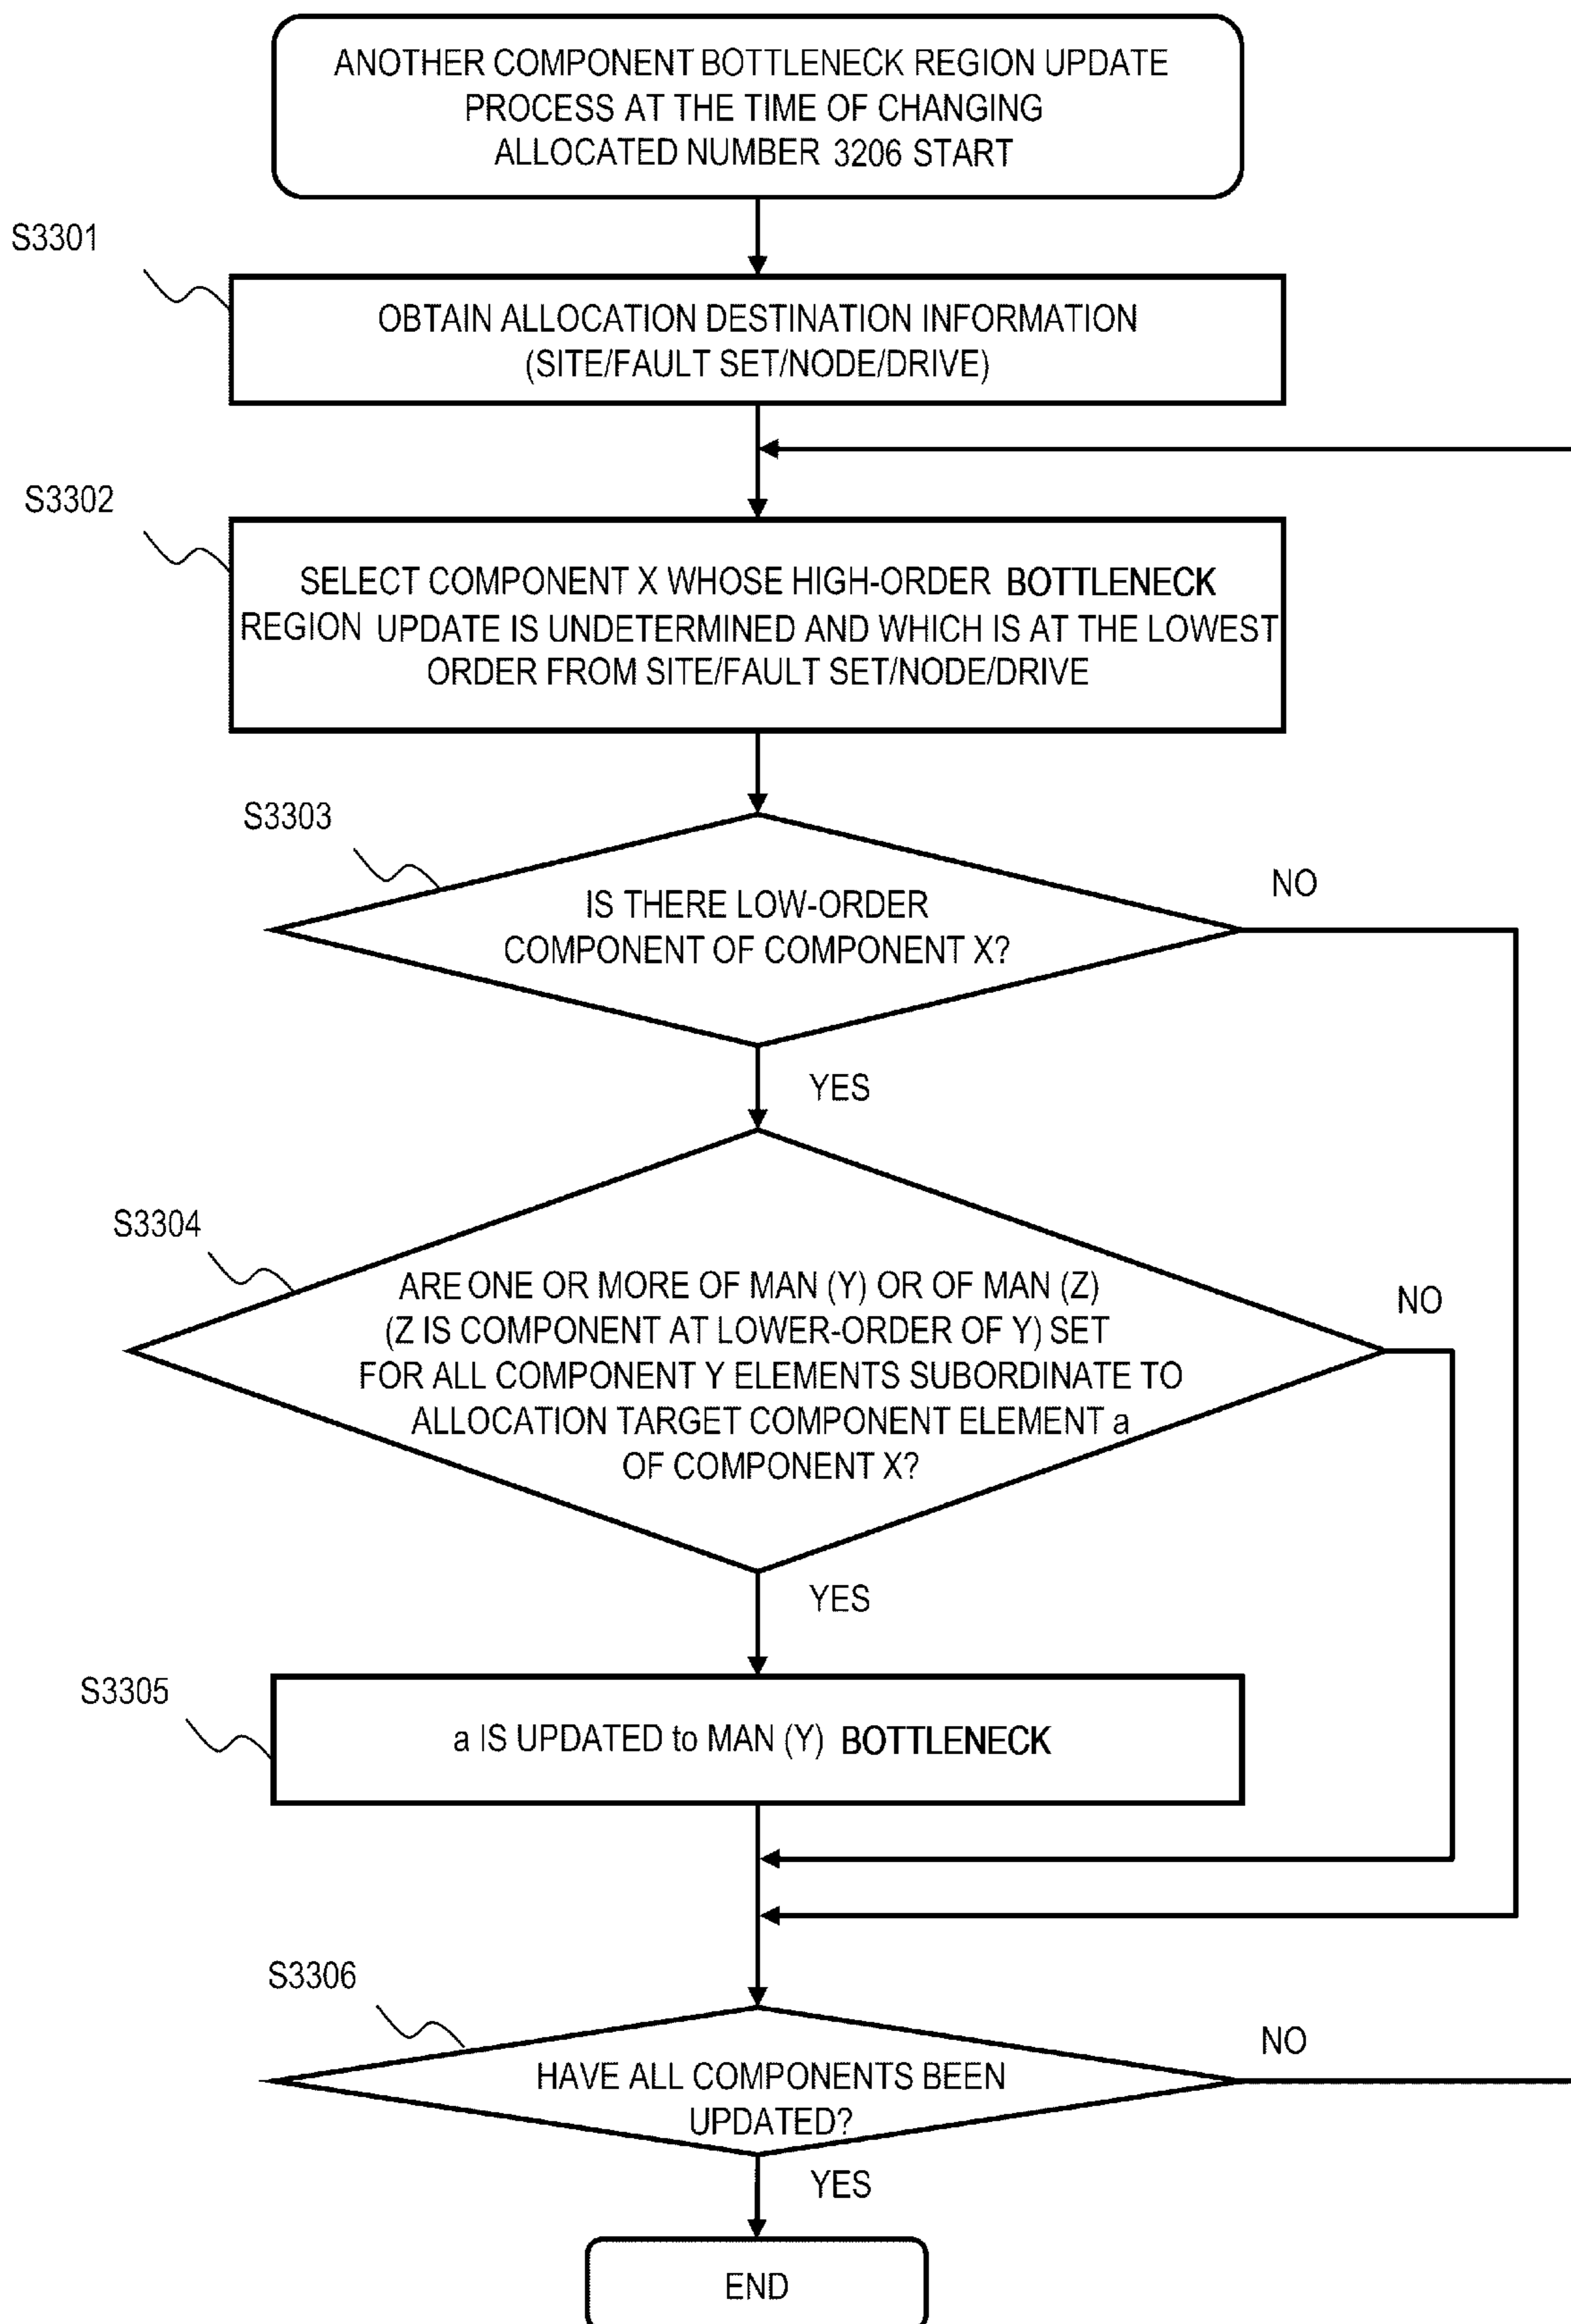 ANOTHER COMPONENT BOTTLENECK REGION UPDATE
PROCESS AT THE TIME OF CHANGING
ALLOCATED NUMBER 3206 START
S3301
OBTAIN ALLOCATION DESTINATION INFORMATION
(SITE/FAULT SET/NODE/DRIVE)
S3302
SELECT COMPONENT X WHOSE HIGH-ORDER BOTTLENECK
REGION UPDATE IS UNDETERMINED AND WHICH IS AT THE LOWEST
ORDER FROM SITE/FAULT SET/NODE/DRIVE
S3303
IS THERE LOW-ORDER
COMPONENT OF COMPONENT X?
NO
YES
S3304
ARE ONE OR MORE OF MAN (Y) OR OF MAN (Z)
(Z IS COMPONENT AT LOWER-ORDER OF Y) SET
FOR ALL COMPONENT Y ELEMENTS SUBORDINATE TO
ALLOCATION TARGET COMPONENT ELEMENT a
OF COMPONENT X?
NO
YES
S3305
a IS UPDATED to MAN (Y) BOTTLENECK
S3306
HAVE ALL COMPONENTS BEEN
UPDATED?
NO
YES
END